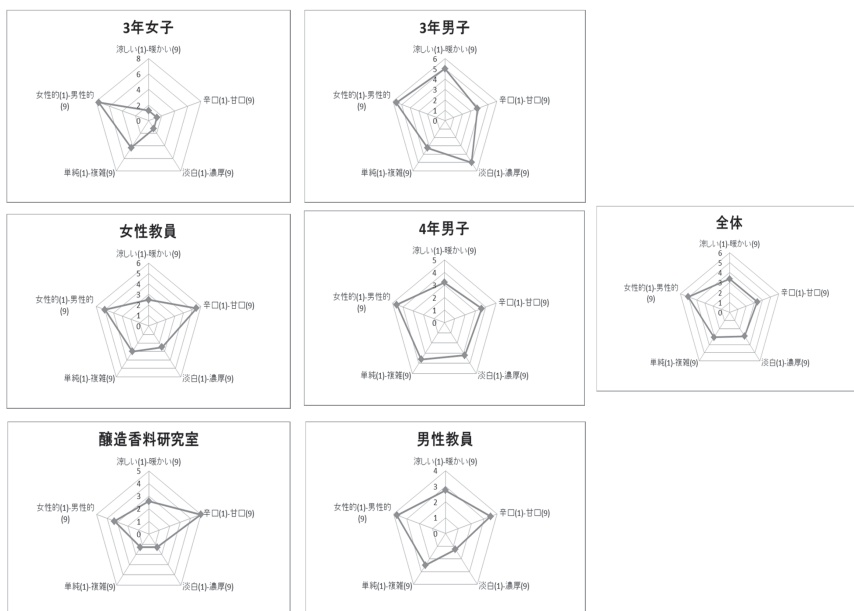 3年女子
涼しい(1)-暖かい(9)
8
6
4
2
0
辛口(1)-甘口(9)
淡白(1)-濃厚(9)
単純(1)-複雑(9)
女性的(1)-男性的
(9)
3年男子
涼しい(1)-暖かい(9)
6
5
4
3
2
1
0
辛口(1)-甘口(9)
淡白(1)-濃厚(9)
単純(1)-複雑(9)
女性的(1)-男性的
(9)
女性教員
涼しい(1)-暖かい(9)
6
5
4
3
2
1
0
辛口(1)-甘口(9)
淡白(1)-濃厚(9)
単純(1)-複雑(9)
女性的(1)-男性的
(9)
4年男子
涼しい(1)-暖かい(9)
5
4
3
2
1
0
辛口(1)-甘口(9)
淡白(1)-濃厚(9)
単純(1)-複雑(9)
女性的(1)-男性的
(9)
全体
涼しい(1)-暖かい(9)
6
5
4
3
2
1
0
辛口(1)-甘口(9)
淡白(1)-濃厚(9)
単純(1)-複雑(9)
女性的(1)-男性的
(9)
醸造香料研究室
涼しい(1)-暖かい(9)
5
4
3
2
1
0
辛口(1)-甘口(9)
淡白(1)-濃厚(9)
単純(1)-複雑(9)
女性的(1)-男性的
(9)
男性教員
涼しい(1)-暖かい(9)
4
3
2
1
0
辛口(1)-甘口(9)
淡白(1)-濃厚(9)
単純(1)-複雑(9)
女性的(1)-男性的
(9)